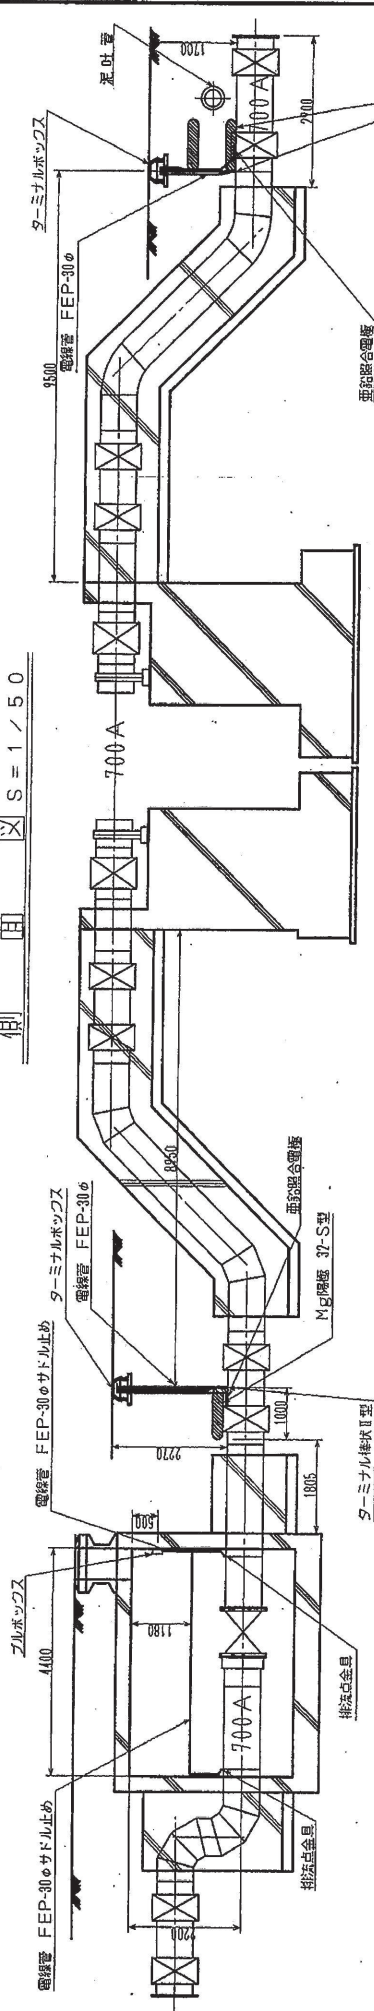 側面図 S=1/50
電線管 FEP-30φサドル止め
プルボックス
電線管 FEP-30φサドル止め
ターミナルボックス
電線管 FEP-30φ
4400
500
1180
2200
700A
排流点金具
排流点金具
2270
1000
1805
ターミナル棒状Ⅱ型
Mg陽極 32-S型
亜鉛照合電極
8950
700A
9500
ターミナルボックス
電線管 FEP-30φ
泥吐管
1700
700A
2700
亜鉛照合電極